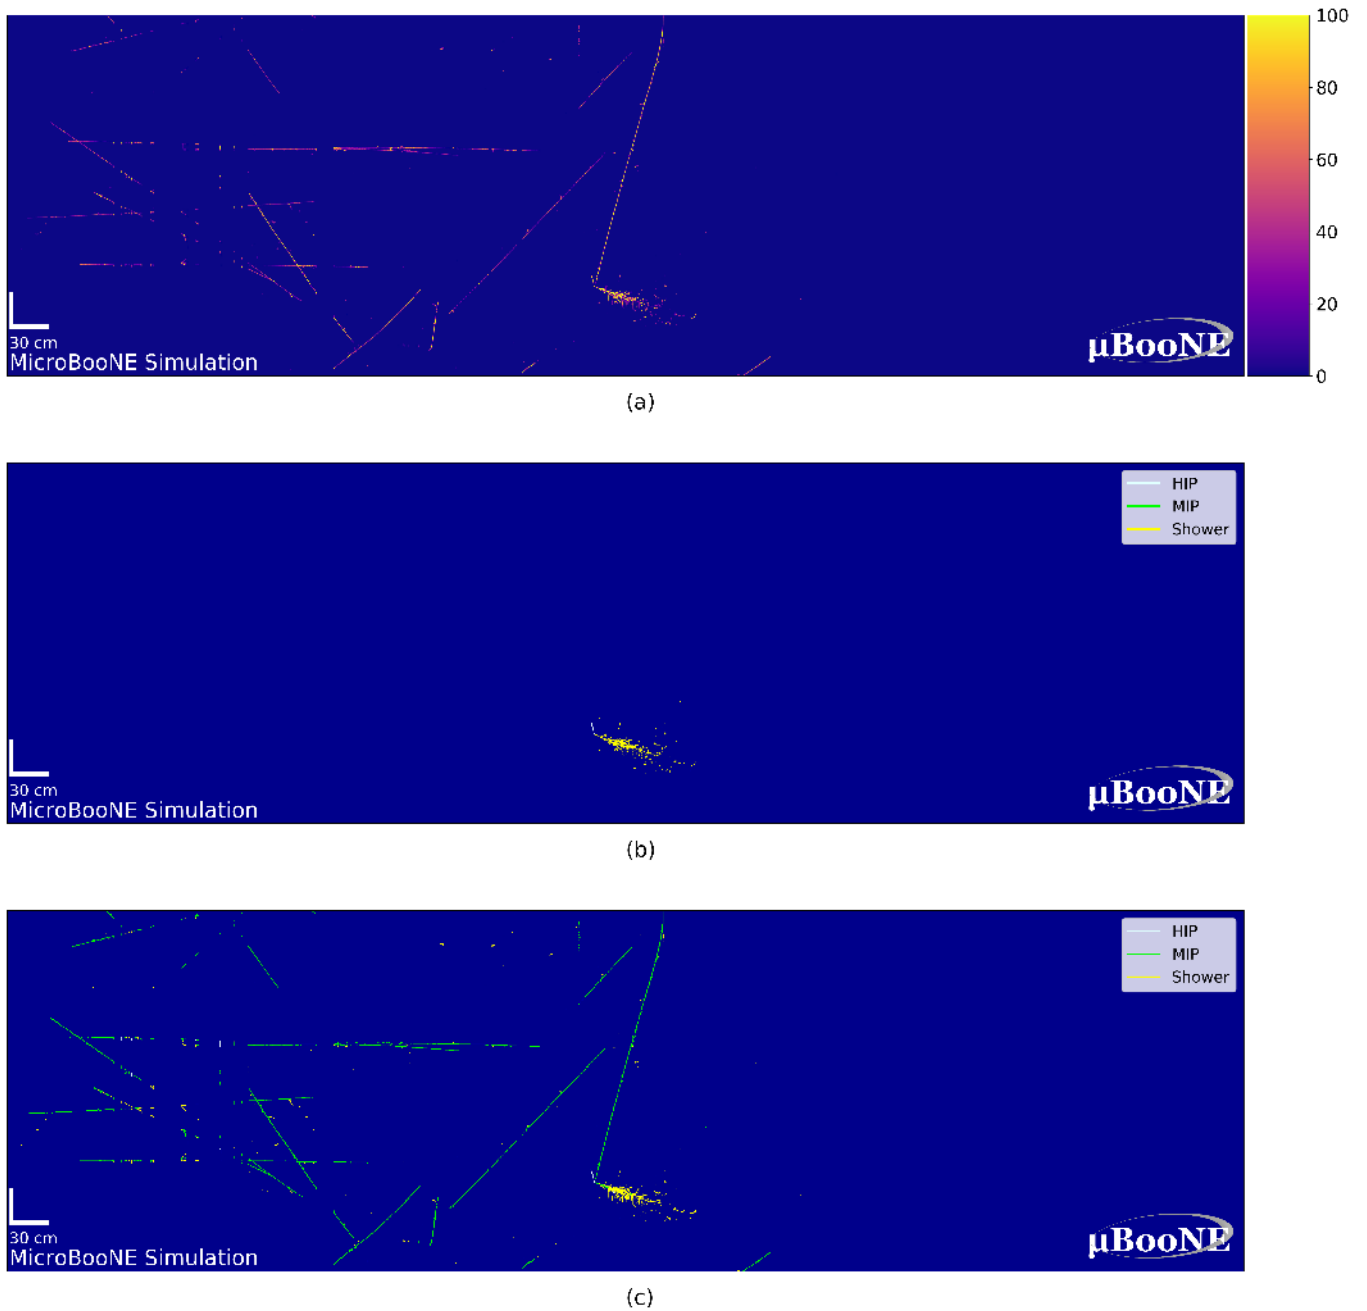 100
80
60
40
20
0
30 cm
MicroBooNE Simulation
μBooNE
(a)
HIP
MIP
Shower
30 cm
MicroBooNE Simulation
μBooNE
(b)
HIP
MIP
Shower
30 cm
MicroBooNE Simulation
μBooNE
(c)